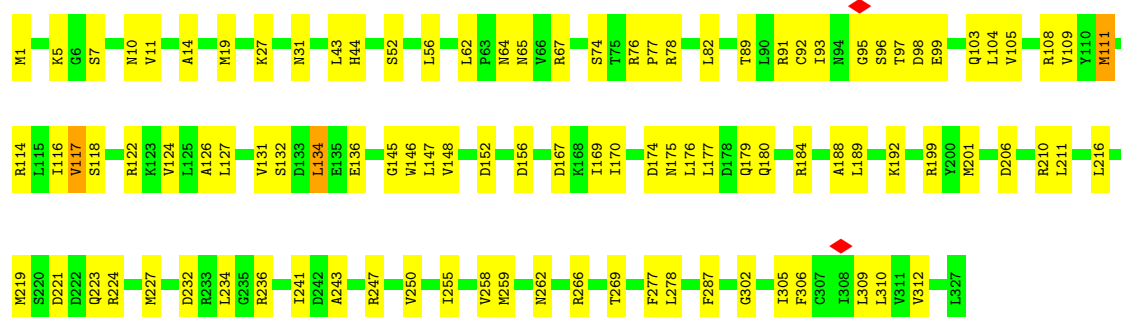 M1 K5 G6 S7 N10 V11 A14 M19 K27 N31 L43 H44 S52 L56 L62 P63 N64 N65 V66 R67 S74 T75 R76 P77 R78 L82 T89 L90 R91 C92 I93 N94 G95 S96 T97 D98 E99 Q103 L104 V105 R108 V109 Y110 M111
R114 L115 I116 V117 S118 R122 K123 V124 L125 A126 L127 V131 S132 D133 L134 E135 E136 G145 W146 L147 V148 D152 D156 D167 K168 I169 I170 D174 N175 L176 L177 D178 Q179 Q180 R184 A188 L189 K192 R199 Y200 M201 D206 R210 L211 L216
M219 S220 D221 D222 Q223 R224 M227 D232 R233 L234 G235 R236 I241 D242 A243 R247 V250 I255 V258 M259 N262 R266 T269 F277 L278 F287 G302 I305 F306 C307 I308 L309 L310 V311 V312 L327